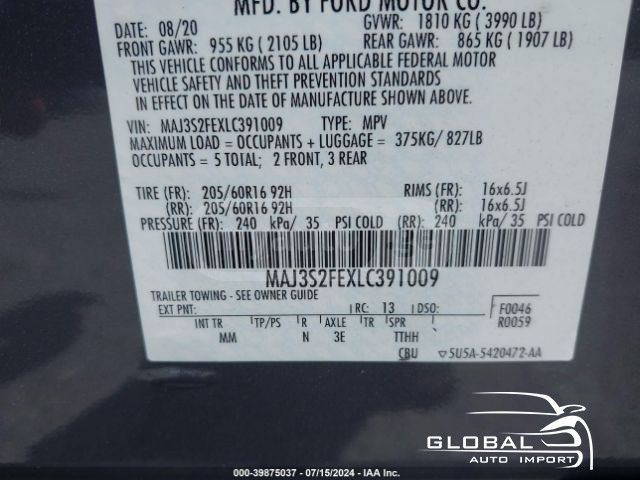 MFD. BY FORD MOTOR CO.
DATE: 08/20 GVWR: 1810 KG ( 3990 LB)
FRONT GAWR: 955 KG ( 2105 LB) REAR GAWR: 865 KG ( 1907 LB)
THIS VEHICLE CONFORMS TO ALL APPLICABLE FEDERAL MOTOR
VEHICLE SAFETY AND THEFT PREVENTION STANDARDS
IN EFFECT ON THE DATE OF MANUFACTURE SHOWN ABOVE.
VIN: MAJ3S2FEXLC391009 TYPE: MPV
MAXIMUM LOAD = OCCUPANTS + LUGGAGE = 375KG/ 827LB
OCCUPANTS = 5 TOTAL; 2 FRONT, 3 REAR
TIRE (FR): 205/60R16 92H RIMS (FR): 16x6.5J
(RR): 205/60R16 92H (RR): 16x6.5J
PRESSURE (FR): 240 kPa/ 35 PSI COLD (RR): 240 kPa/ 35 PSI COLD
MAJ3S2FEXLC391009
TRAILER TOWING - SEE OWNER GUIDE
EXT PNT: RC: 13 DSO: F0046
INT TR TP/PS R AXLE TR SPR R0059
MM N 3E TTHH
CBU ▽5U5A-5420472-AA
GLOBAL
AUTO IMPORT
000-39875037 - 07/15/2024 - IAA Inc.